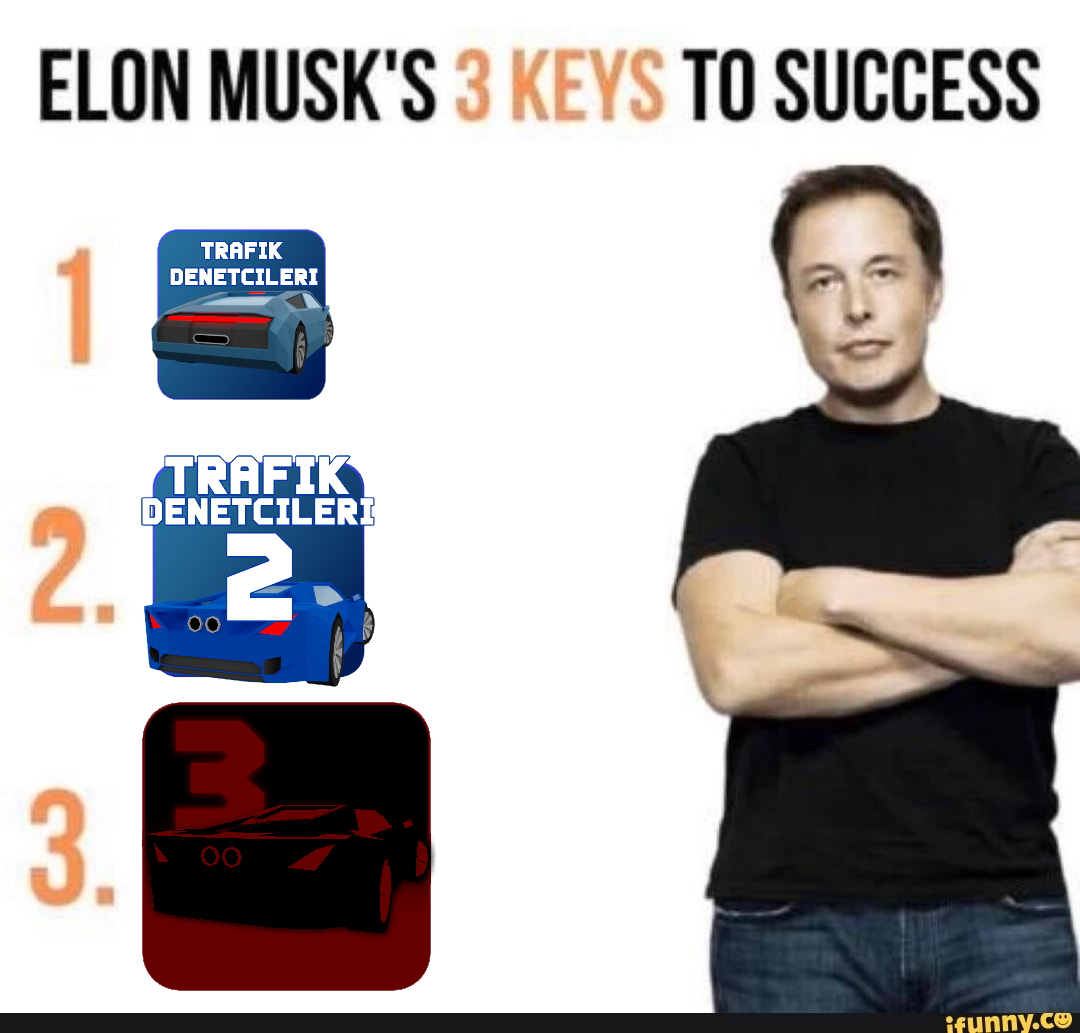 ELON MUSK'S 3 KEYS TO SUCCESS
1
TRAFIK
DENETCILERI
2.
TRAFIK
DENETCILERI
2
3.
3
ifunny.co